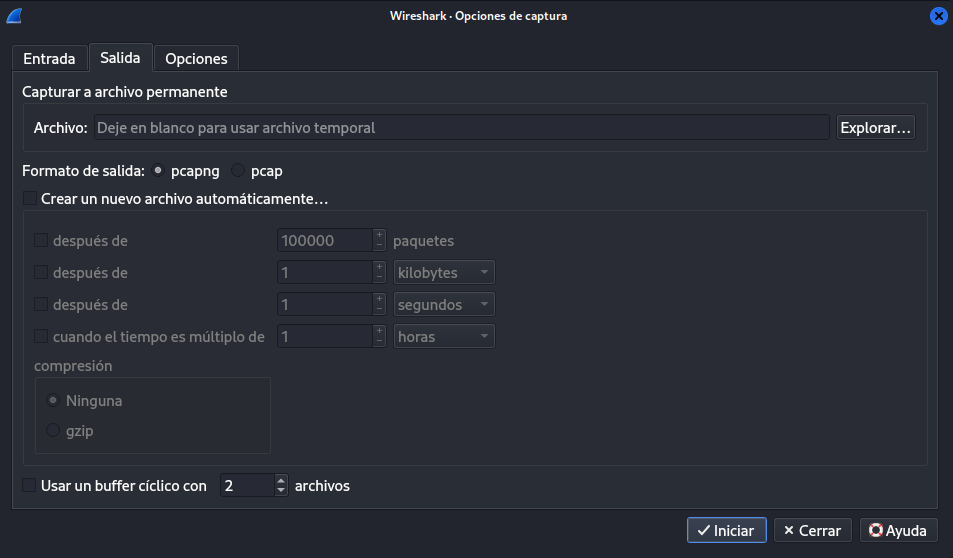 Wireshark · Opciones de captura
Entrada Salida Opciones
Capturar a archivo permanente
Archivo: Deje en blanco para usar archivo temporal Explorar...
Formato de salida: pcapng pcap
Crear un nuevo archivo automáticamente...
después de 100000 paquetes
después de 1 kilobytes
después de 1 segundos
cuando el tiempo es múltiplo de 1 horas
compresión
Ninguna
gzip
Usar un buffer cíclico con 2 archivos
Iniciar Cerrar Ayuda